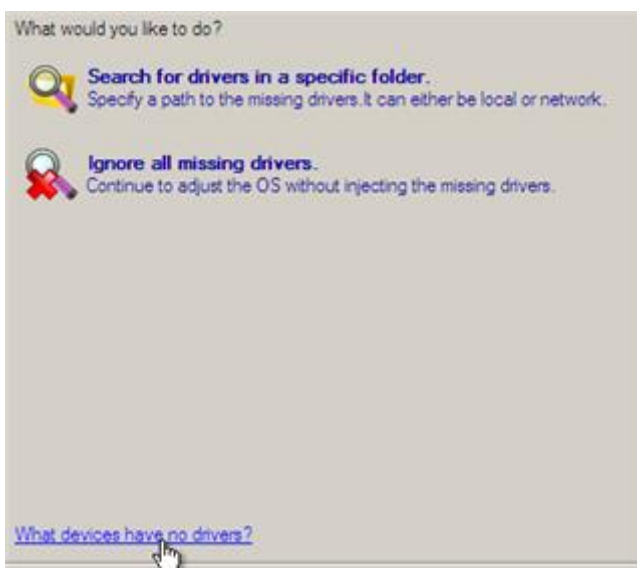 What would you like to do?
Search for drivers in a specific folder.
Specify a path to the missing drivers.It can either be local or network.
Ignore all missing drivers.
Continue to adjust the OS without injecting the missing drivers.
What devices have no drivers?